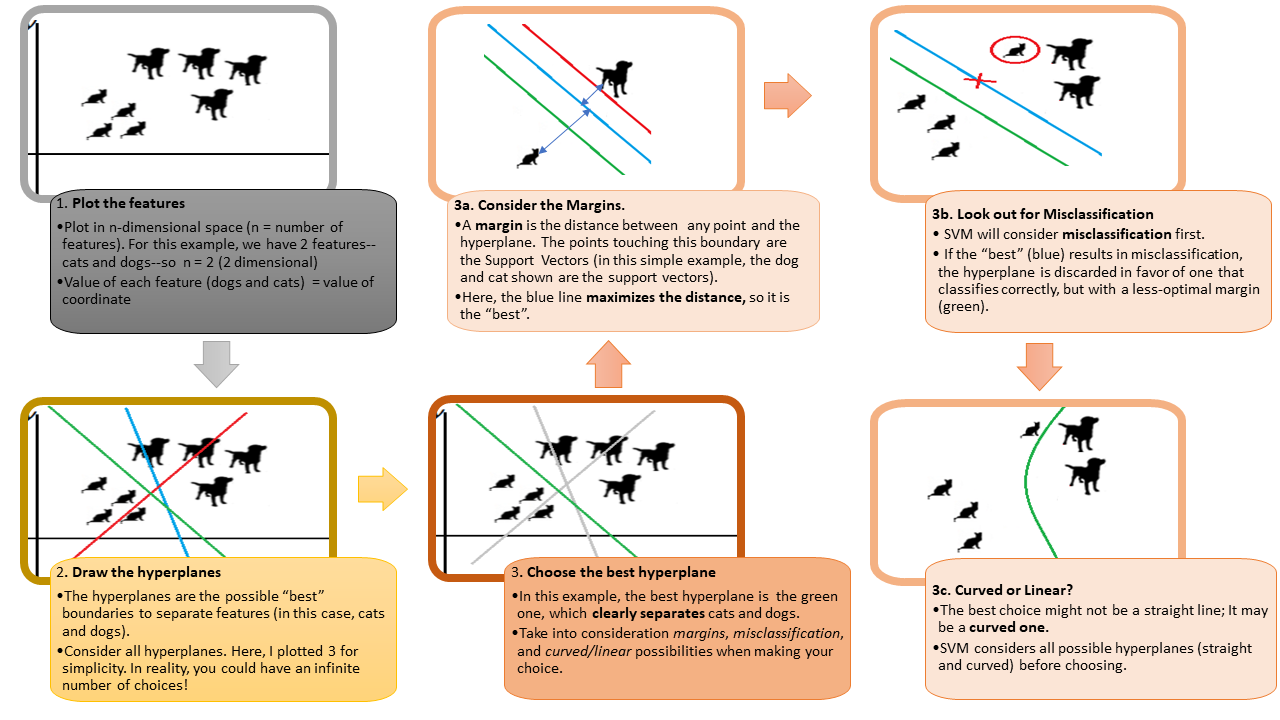 1. Plot the features
•Plot in n-dimensional space (n = number of
features). For this example, we have 2 features--
cats and dogs--so n = 2 (2 dimensional)
•Value of each feature (dogs and cats) = value of
coordinate
2. Draw the hyperplanes
•The hyperplanes are the possible “best”
boundaries to separate features (in this case, cats
and dogs).
•Consider all hyperplanes. Here, I plotted 3 for
simplicity. In reality, you could have an infinite
number of choices!
3. Choose the best hyperplane
•In this example, the best hyperplane is the green
one, which clearly separates cats and dogs.
•Take into consideration margins, misclassification,
and curved/linear possibilities when making your
choice.
3a. Consider the Margins.
•A margin is the distance between any point and the
hyperplane. The points touching this boundary are
the Support Vectors (in this simple example, the dog
and cat shown are the support vectors).
•Here, the blue line maximizes the distance, so it is
the “best”.
3b. Look out for Misclassification
• SVM will consider misclassification first.
• If the “best” (blue) results in misclassification,
the hyperplane is discarded in favor of one that
classifies correctly, but with a less-optimal margin
(green).
3c. Curved or Linear?
•The best choice might not be a straight line; It may
be a curved one.
•SVM considers all possible hyperplanes (straight
and curved) before choosing.